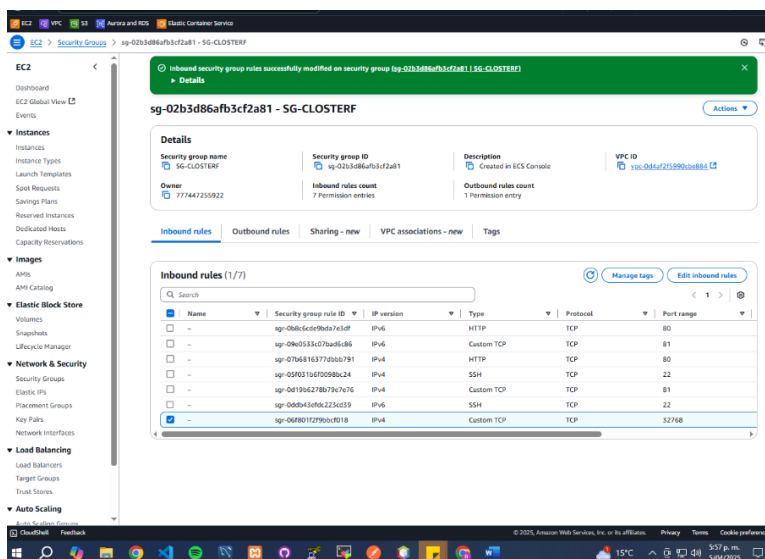 EC2 VPC S3 Aurora and RDS Elastic Container Service
EC2 > Security Groups > sg-02b3d86afb3cf2a81 - SG-CLOSTERF
EC2
Dashboard
EC2 Global View
Events
Instances
Instances
Instance Types
Launch Templates
Spot Requests
Savings Plans
Reserved Instances
Dedicated Hosts
Capacity Reservations
Images
AMIs
AMI Catalog
Elastic Block Store
Volumes
Snapshots
Lifecycle Manager
Network & Security
Security Groups
Elastic IPs
Placement Groups
Key Pairs
Network Interfaces
Load Balancing
Load Balancers
Target Groups
Trust Stores
Auto Scaling
Auto Scaling Groups
Inbound security group rules successfully modified on security group (sg-02b3d86afb3cf2a81 | SG-CLOSTERF)
Details
sg-02b3d86afb3cf2a81 - SG-CLOSTERF
Actions
Details
Security group name Security group ID Description VPC ID
SG-CLOSTERF sg-02b3d86afb3cf2a81 Created in ECS Console vpc-0d4af2f5990cbe884
Owner Inbound rules count Outbound rules count
777447255922 7 Permission entries 1 Permission entry
Inbound rules Outbound rules Sharing - new VPC associations - new Tags
Inbound rules (1/7) Manage tags Edit inbound rules
Search 1
Name Security group rule ID IP version Type Protocol Port range
– sgr-0b8c6cde9bda7e3df IPv6 HTTP TCP 80
– sgr-09e0533c07bad6c86 IPv6 Custom TCP TCP 81
– sgr-07b6816377dbbb791 IPv4 HTTP TCP 80
– sgr-05f031b6f0098bc24 IPv4 SSH TCP 22
– sgr-0d19b6278b79e7e76 IPv4 Custom TCP TCP 81
– sgr-0ddb43efdc223cd39 IPv6 SSH TCP 22
– sgr-06f801f2f9bbcf018 IPv4 Custom TCP TCP 32768
CloudShell Feedback © 2025, Amazon Web Services, Inc. or its affiliates. Privacy Terms Cookie preferences
15°C 5:57 p. m.
5/04/2025